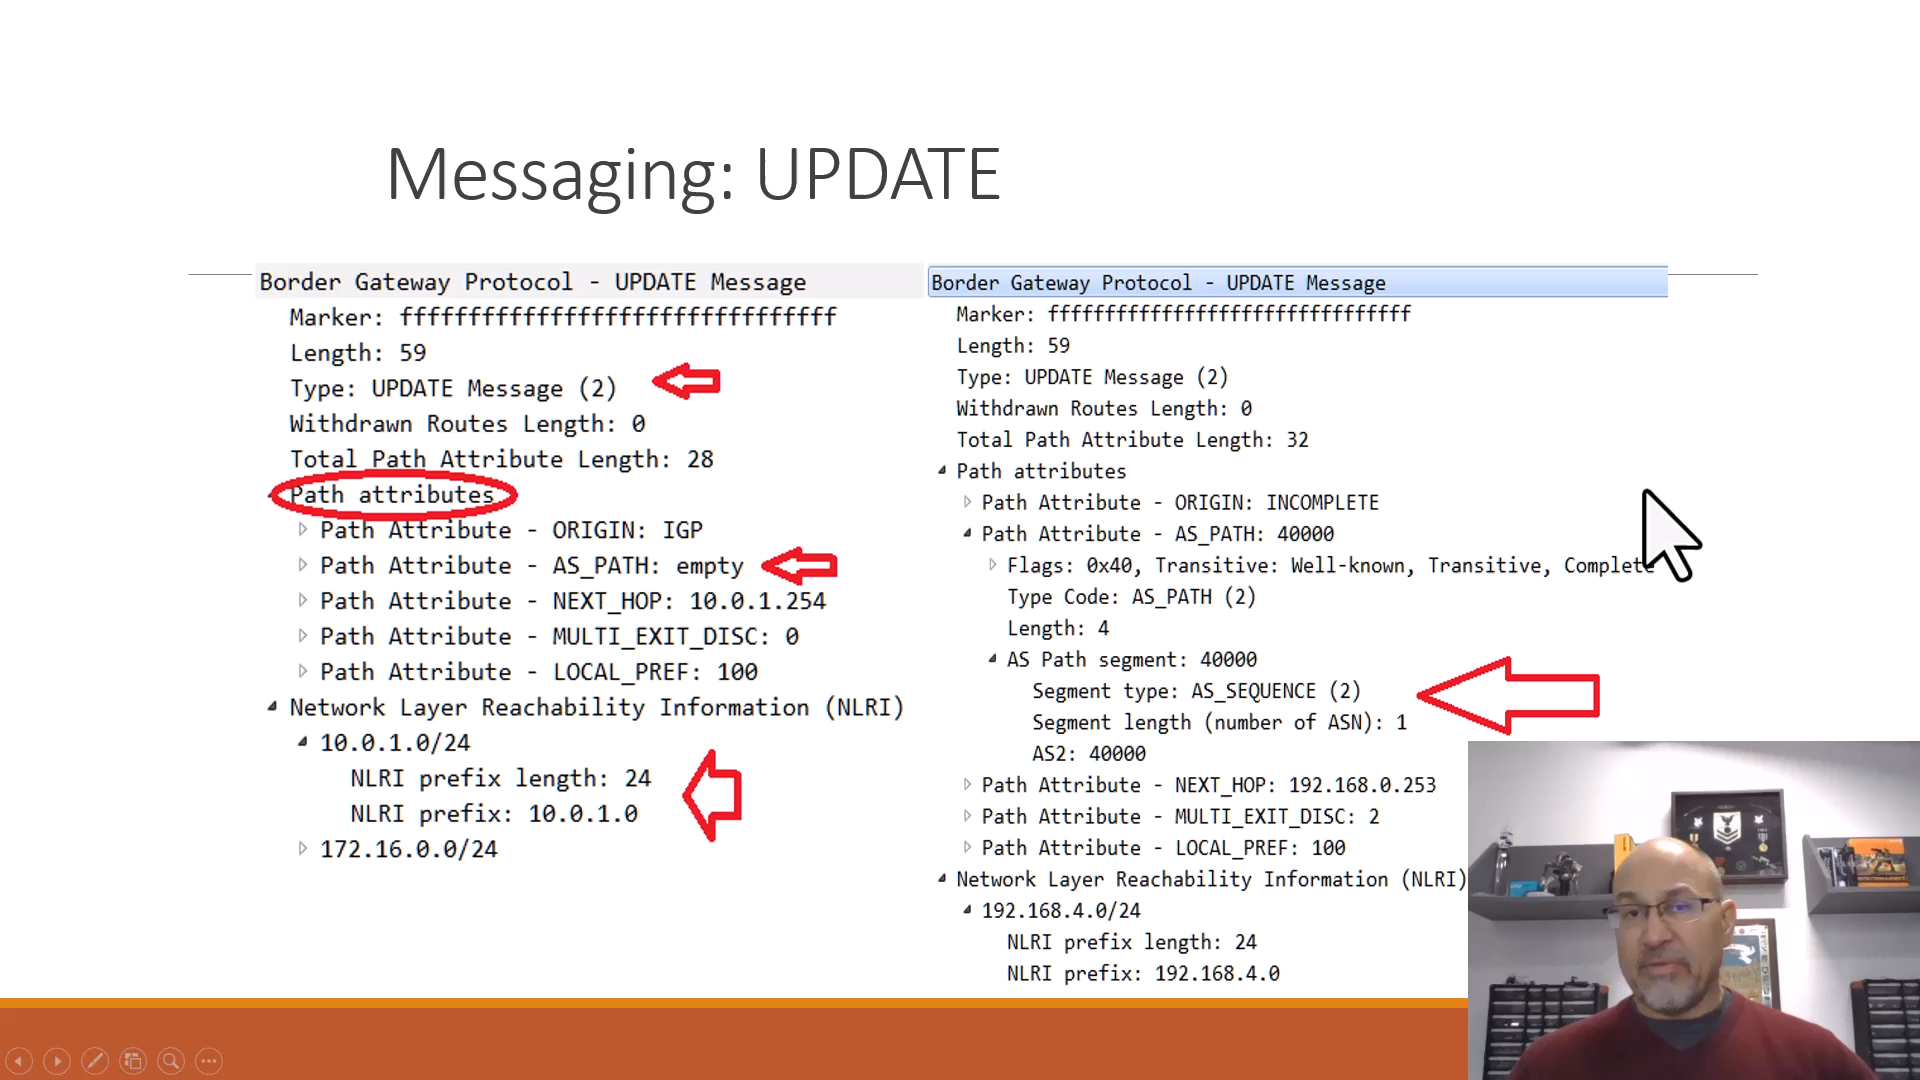 Messaging: UPDATE
Border Gateway Protocol - UPDATE Message
Marker: ffffffffffffffffffffffffffffffff
Length: 59
Type: UPDATE Message (2)
Withdrawn Routes Length: 0
Total Path Attribute Length: 28
Path attributes
Path Attribute - ORIGIN: IGP
Path Attribute - AS_PATH: empty
Path Attribute - NEXT_HOP: 10.0.1.254
Path Attribute - MULTI_EXIT_DISC: 0
Path Attribute - LOCAL_PREF: 100
Network Layer Reachability Information (NLRI)
10.0.1.0/24
NLRI prefix length: 24
NLRI prefix: 10.0.1.0
172.16.0.0/24
Border Gateway Protocol - UPDATE Message
Marker: ffffffffffffffffffffffffffffffff
Length: 59
Type: UPDATE Message (2)
Withdrawn Routes Length: 0
Total Path Attribute Length: 32
Path attributes
Path Attribute - ORIGIN: INCOMPLETE
Path Attribute - AS_PATH: 40000
Flags: 0x40, Transitive: Well-known, Transitive, Complete
Type Code: AS_PATH (2)
Length: 4
AS Path segment: 40000
Segment type: AS_SEQUENCE (2)
Segment length (number of ASN): 1
AS2: 40000
Path Attribute - NEXT_HOP: 192.168.0.253
Path Attribute - MULTI_EXIT_DISC: 2
Path Attribute - LOCAL_PREF: 100
Network Layer Reachability Information (NLRI)
192.168.4.0/24
NLRI prefix length: 24
NLRI prefix: 192.168.4.0